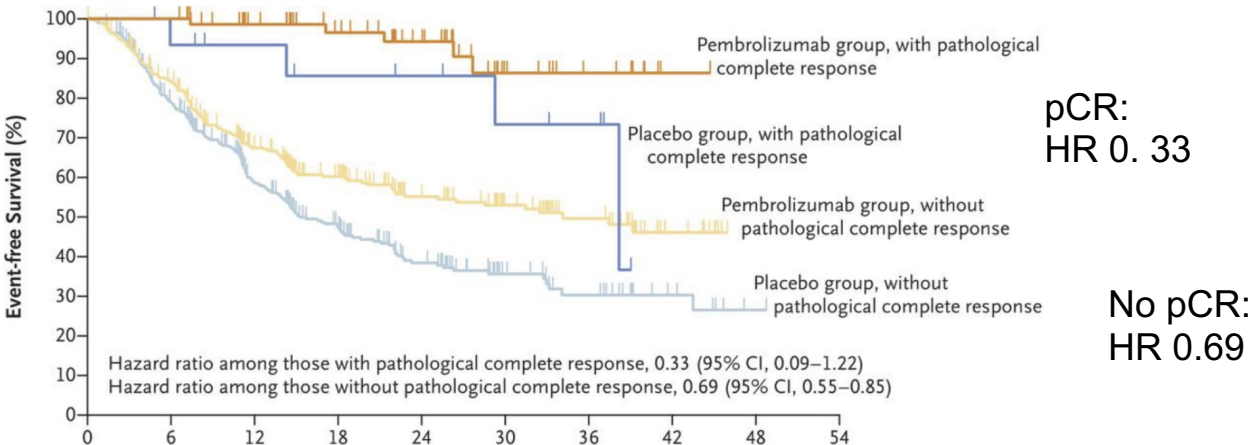 100
90
80
70
60
50
40
30
20
10
0
Event-free Survival (%)
0 6 12 18 24 30 36 42 48 54
Pembrolizumab group, with pathological
complete response
Placebo group, with pathological
complete response
Pembrolizumab group, without
pathological complete response
Placebo group, without
pathological complete response
Hazard ratio among those with pathological complete response, 0.33 (95% CI, 0.09–1.22)
Hazard ratio among those without pathological complete response, 0.69 (95% CI, 0.55–0.85)
pCR:
HR 0. 33
No pCR:
HR 0.69